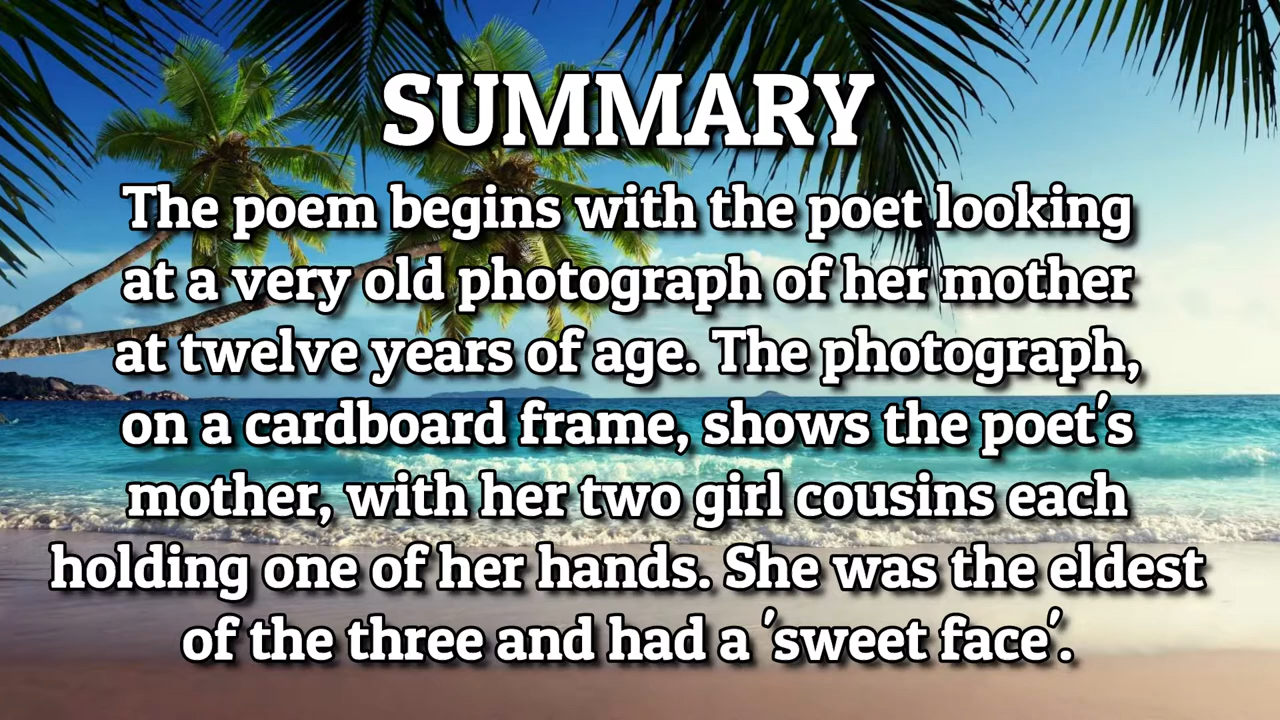 SUMMARY
The poem begins with the poet looking
at a very old photograph of her mother
at twelve years of age. The photograph,
on a cardboard frame, shows the poet's
mother, with her two girl cousins each
holding one of her hands. She was the eldest
of the three and had a 'sweet face'.